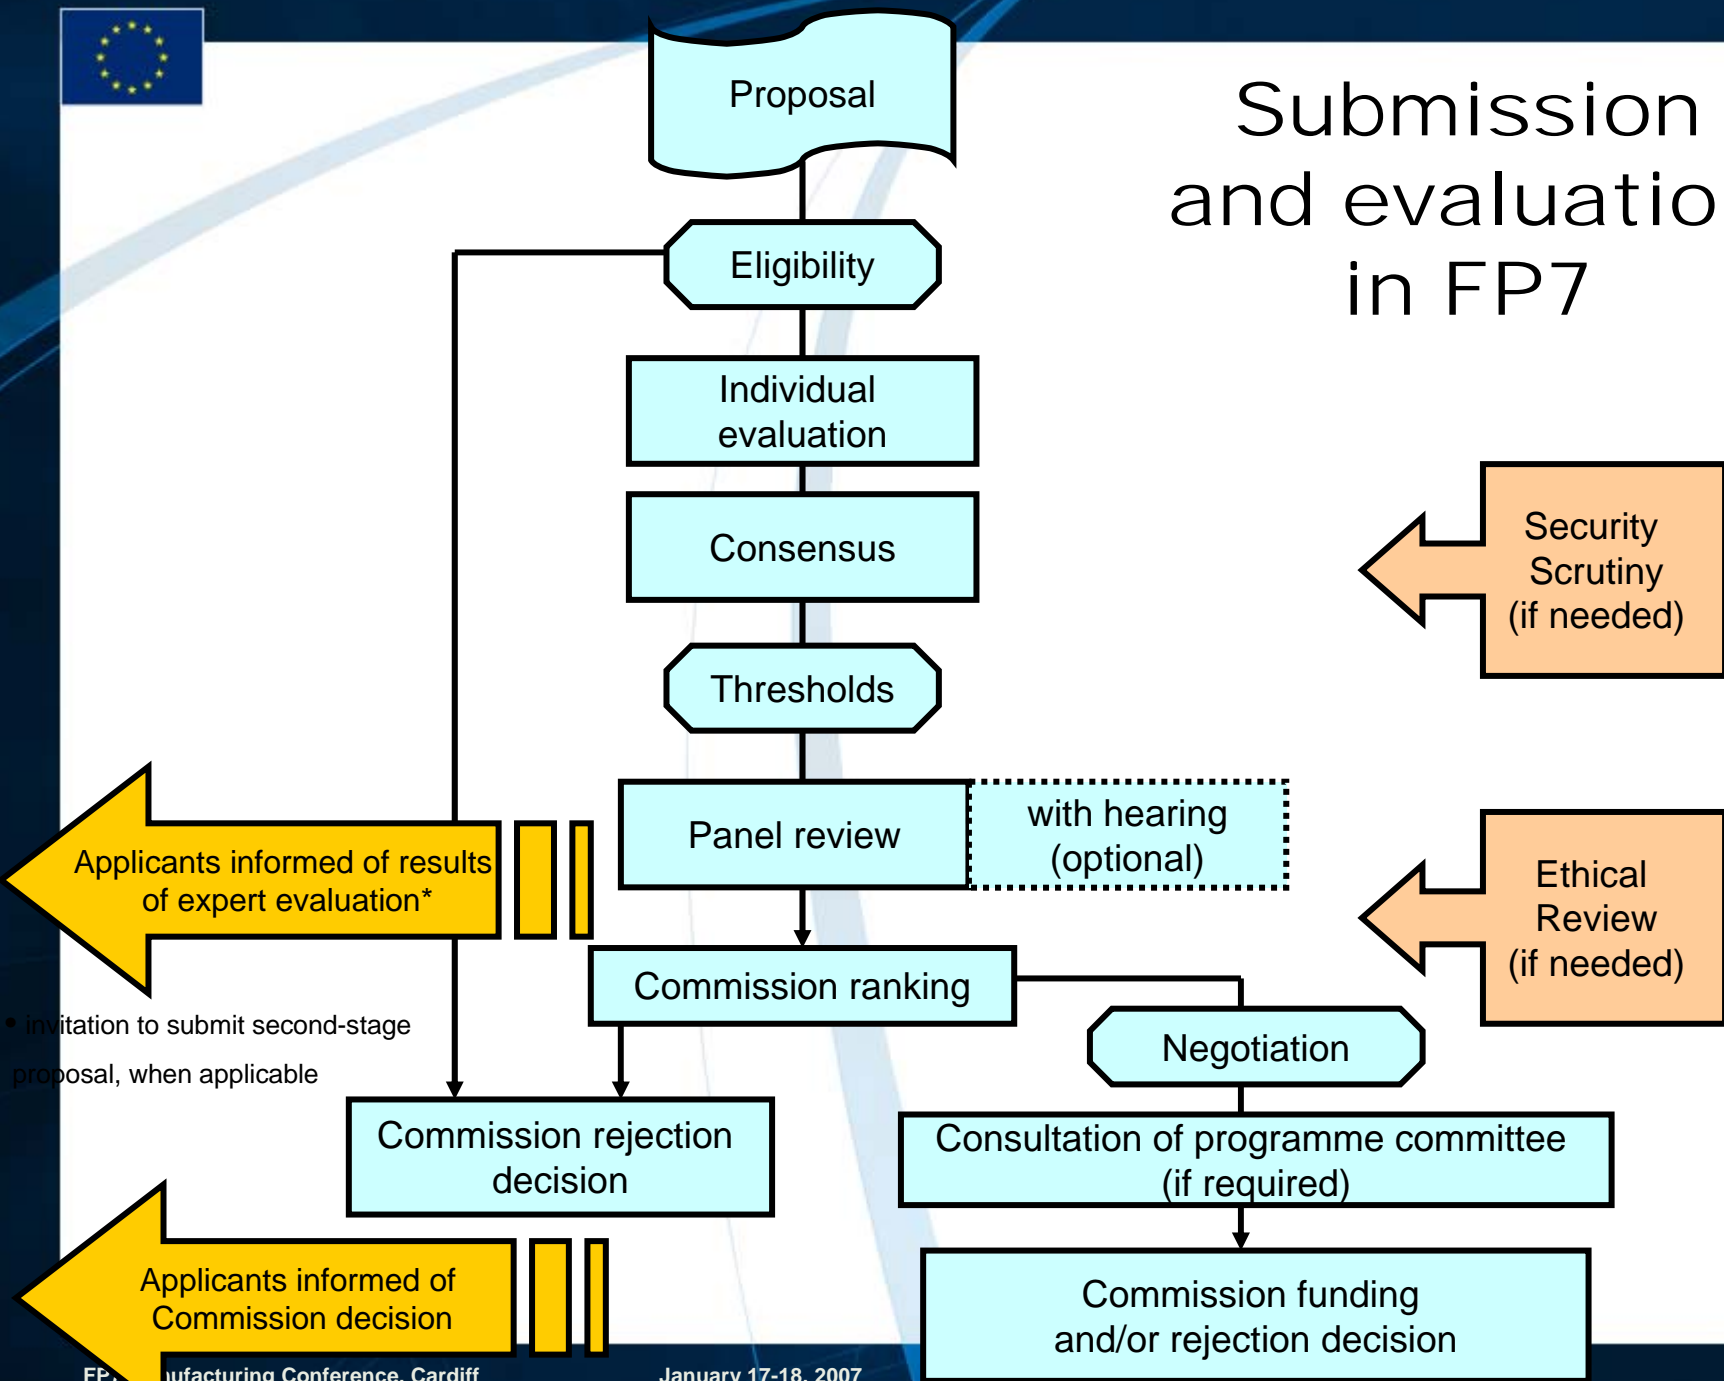 Proposal
Submission
and evaluatio
in FP7
Eligibility
Individual
evaluation
Consensus
Security
Scrutiny
(if needed)
Thresholds
Panel review
with hearing
(optional)
Applicants informed of results
of expert evaluation*
Ethical
Review
(if needed)
Commission ranking
• invitation to submit second-stage
proposal, when applicable
Negotiation
Commission rejection
decision
Consultation of programme committee
(if required)
Applicants informed of
Commission decision
Commission funding
and/or rejection decision
Conference, Cardiff January 17-18, 2007